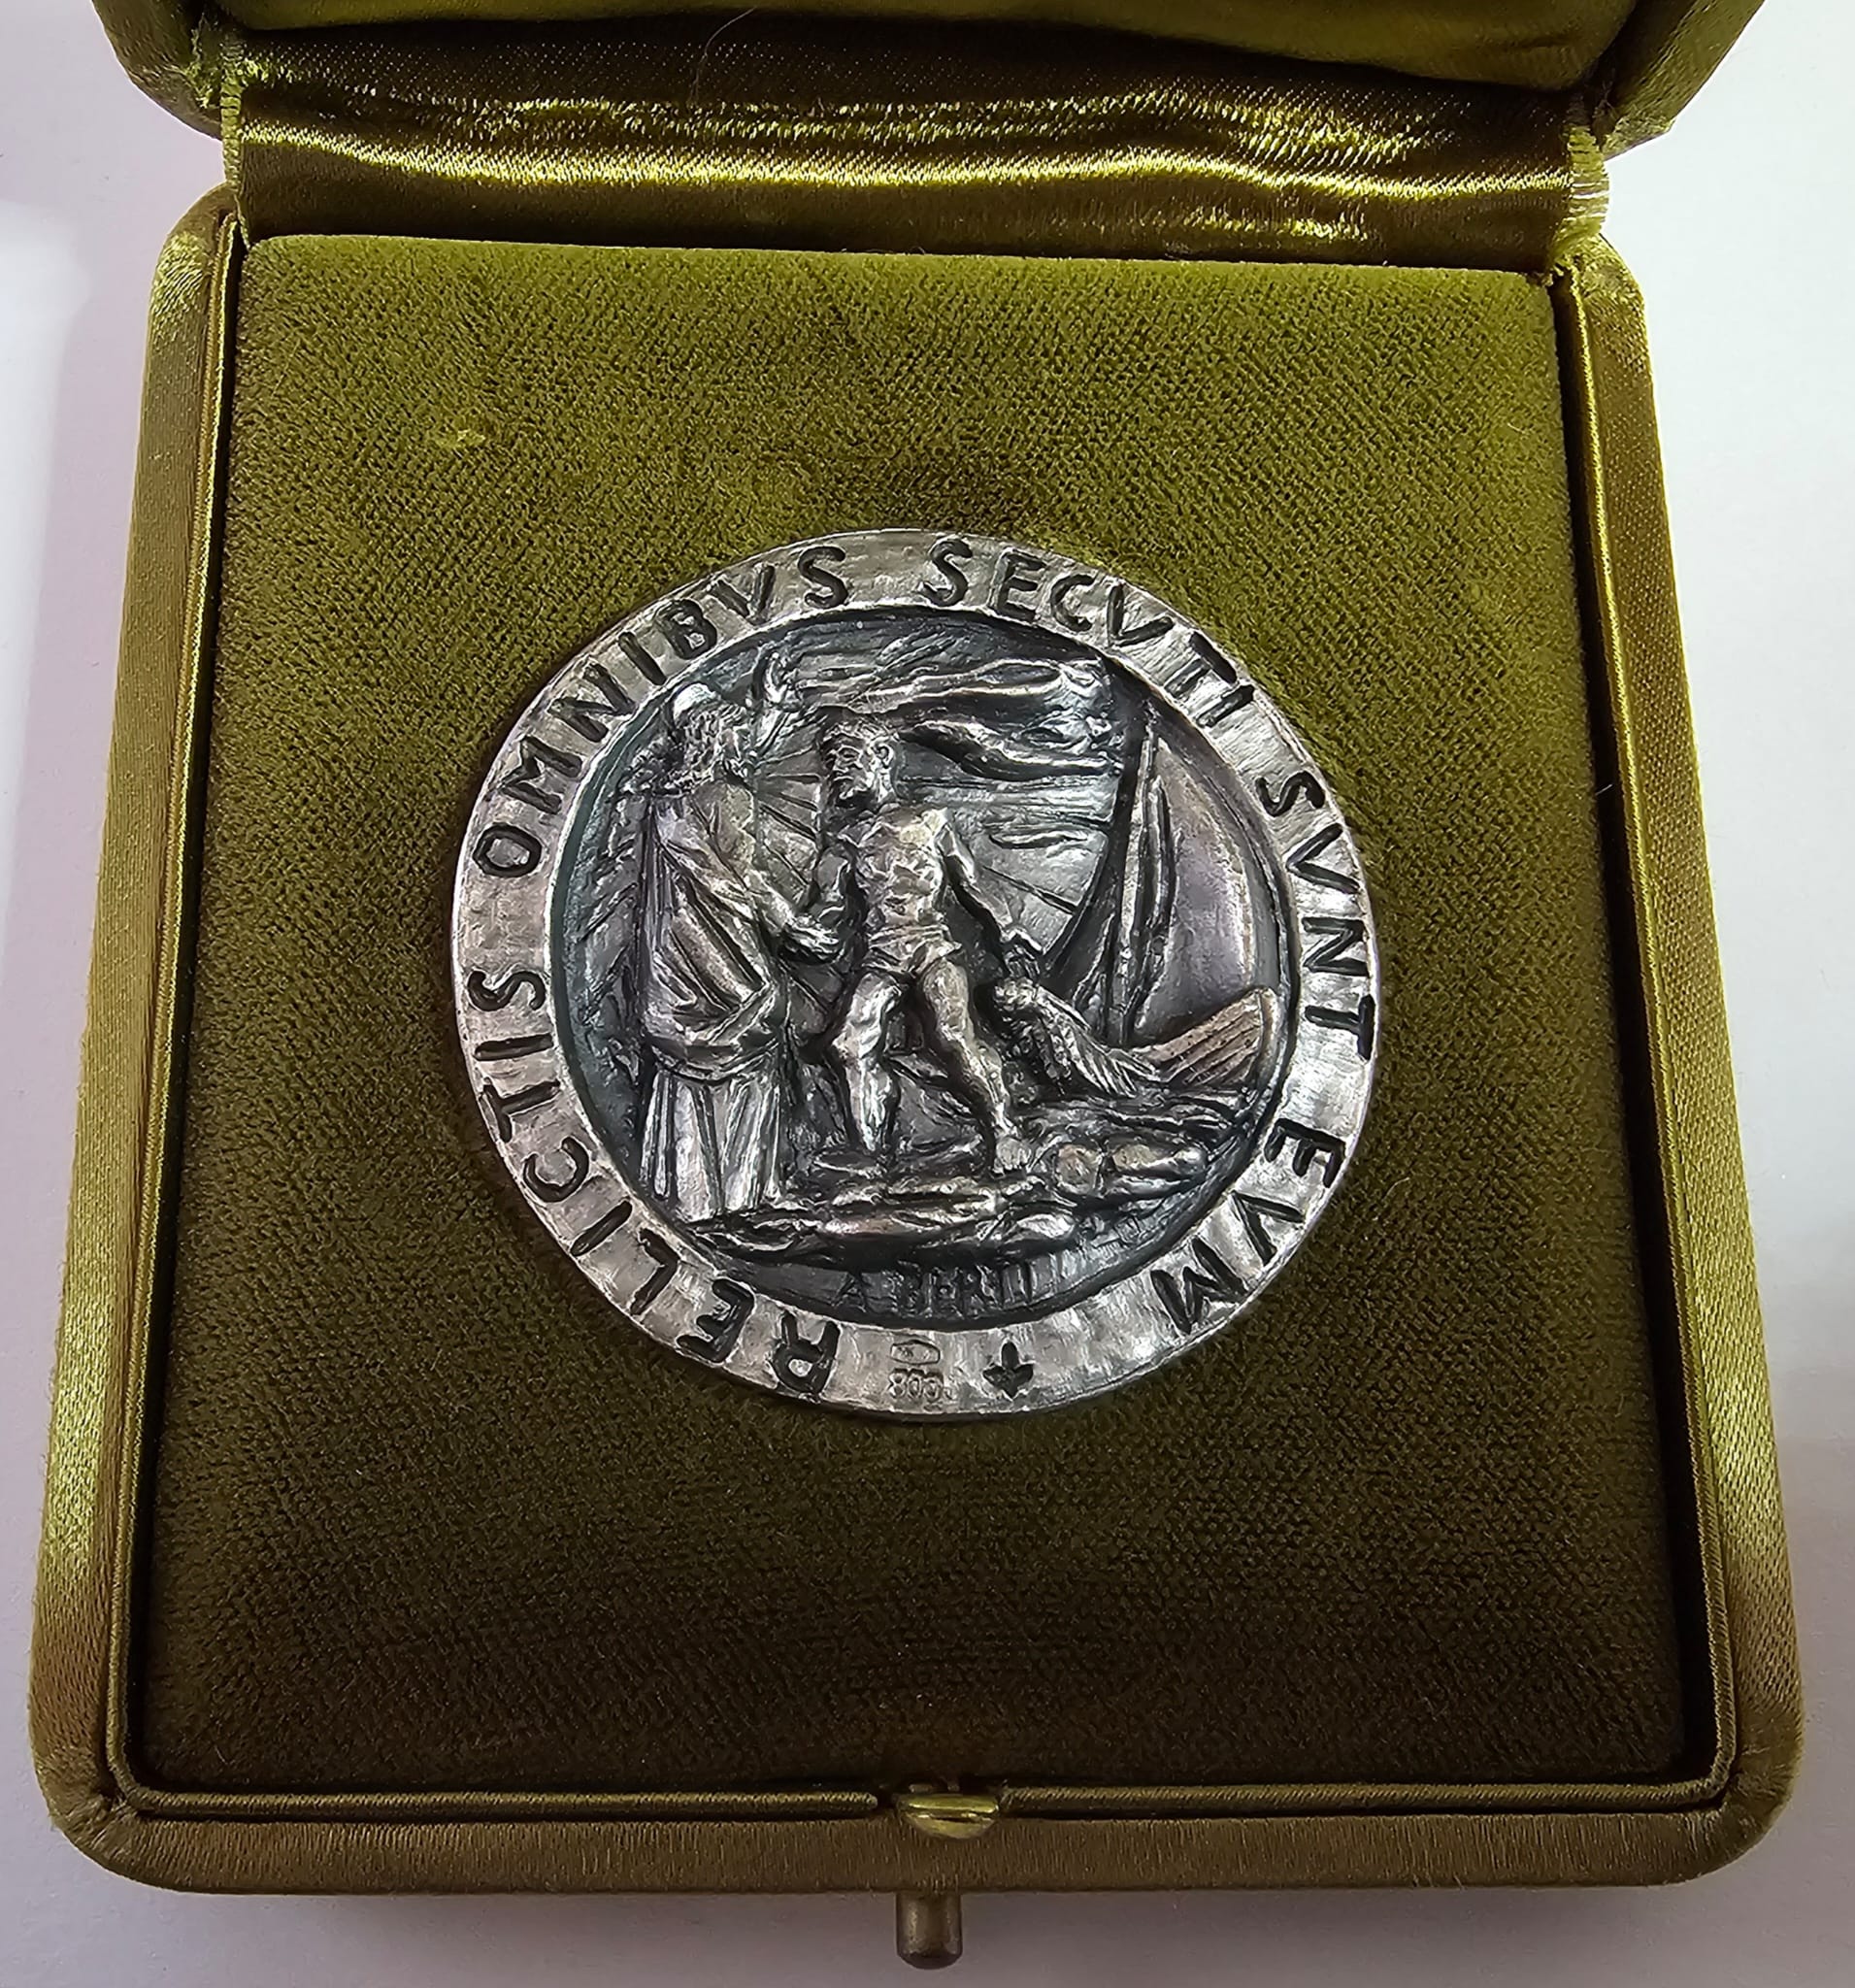 RELICTIS OMNIBVS SECVTI SVNT EVM
A BERTI
800